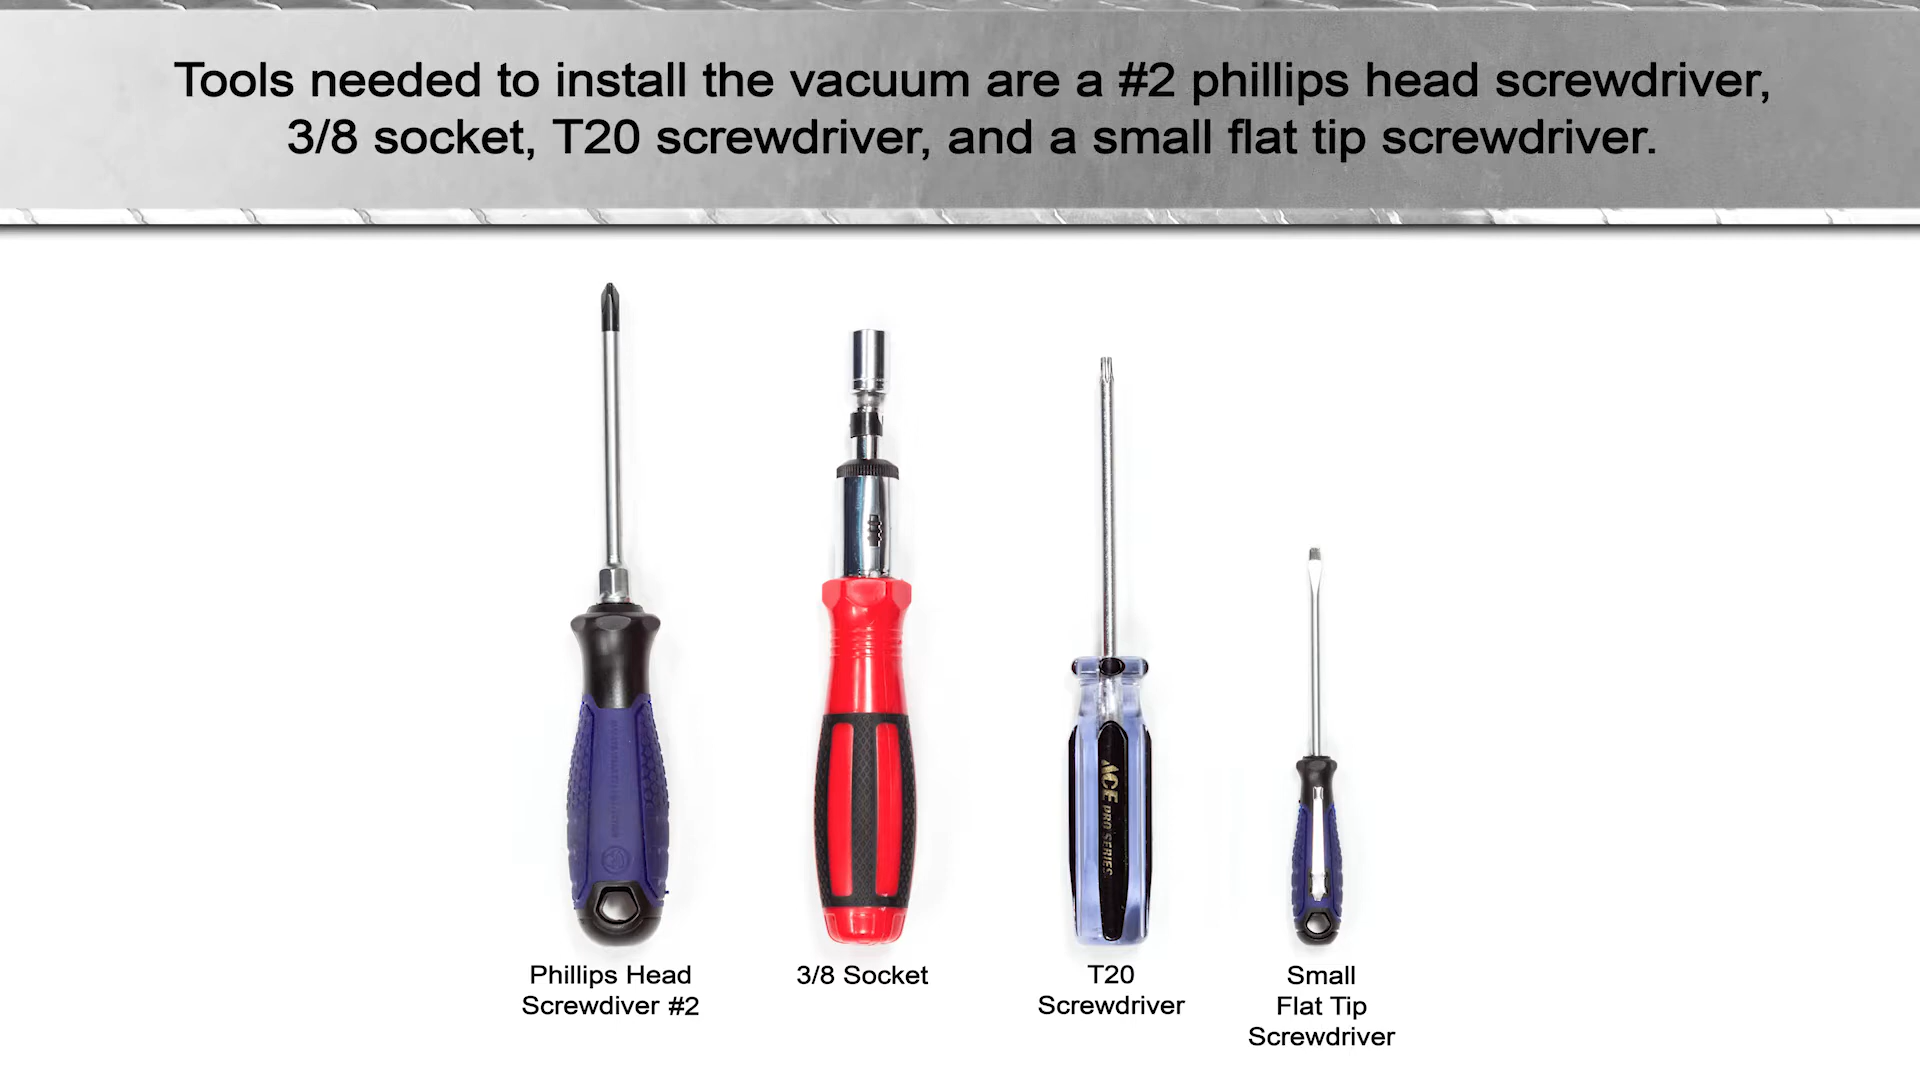 Tools needed to install the vacuum are a #2 phillips head screwdriver,
3/8 socket, T20 screwdriver, and a small flat tip screwdriver.
ACE PRO SERIES
Phillips Head
Screwdiver #2
3/8 Socket
T20
Screwdriver
Small
Flat Tip
Screwdriver